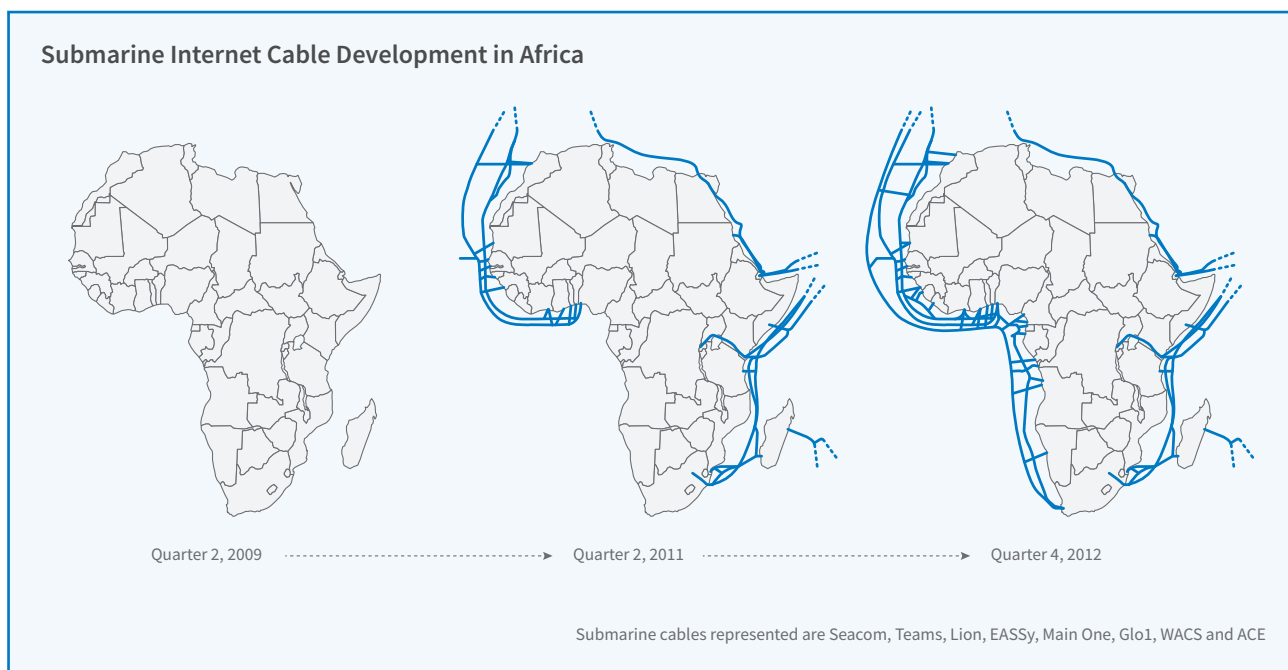 Submarine Internet Cable Development in Africa
Quarter 2, 2009
Quarter 2, 2011
Quarter 4, 2012
Submarine cables represented are Seacom, Teams, Lion, EASSy, Main One, Glo1, WACS and ACE